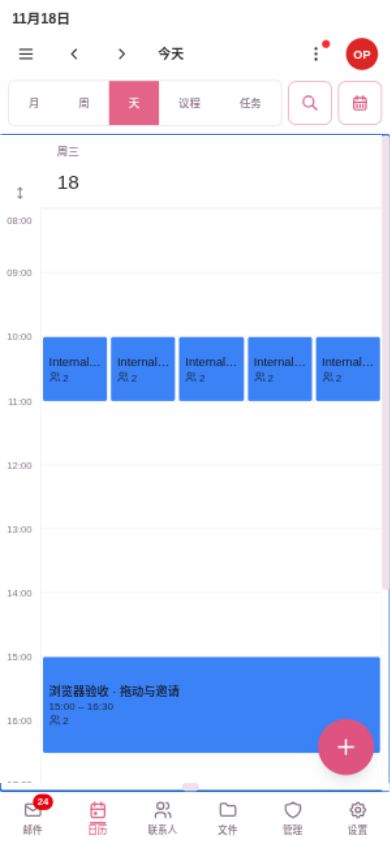 11月18日
今天
OP
月 周 天 议程 任务
周三
18
08:00
09:00
10:00
Internal... Internal... Internal... Internal... Internal...
2 2 2 2 2
11:00
12:00
13:00
14:00
15:00
浏览器验收 · 拖动与邀请
15:00 – 16:30
16:00
2
24
邮件 日历 联系人 文件 管理 设置